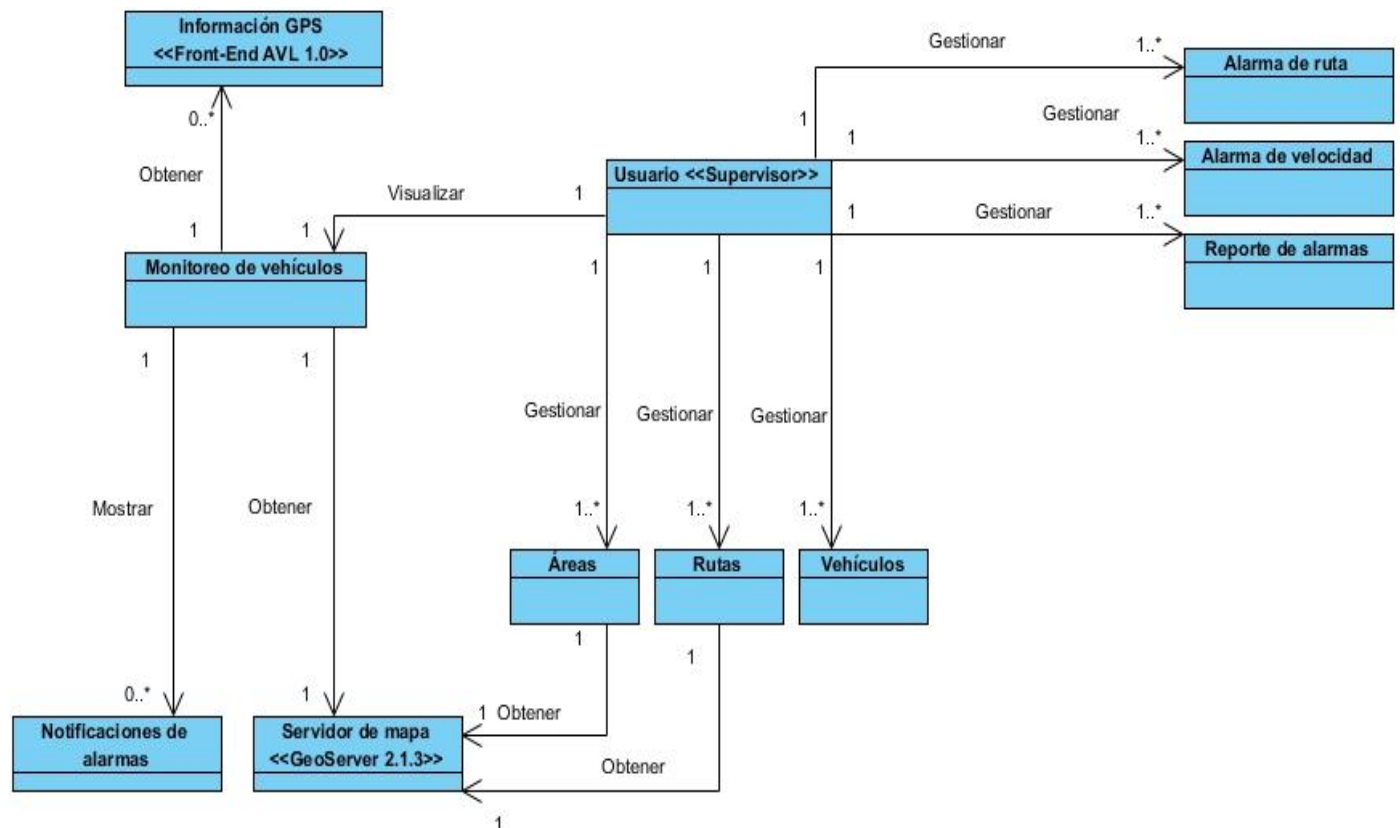 Información GPS
<<Front-End AVL 1.0>>
Gestionar
1..*
Alarma de ruta
0..*
1
Gestionar
1
1..*
Alarma de velocidad
Obtener
Usuario <<Supervisor>>
Visualizar
1
1
Gestionar
1..*
1
1
Reporte de alarmas
Monitoreo de vehículos
1
1
1
1
1
Gestionar
Gestionar
Gestionar
Mostrar
Obtener
1..*
1..*
1..*
Áreas
Rutas
Vehículos
1
1
0..*
1
1
Obtener
Notificaciones de
alarmas
Servidor de mapa
<<GeoServer 2.1.3>>
Obtener
1